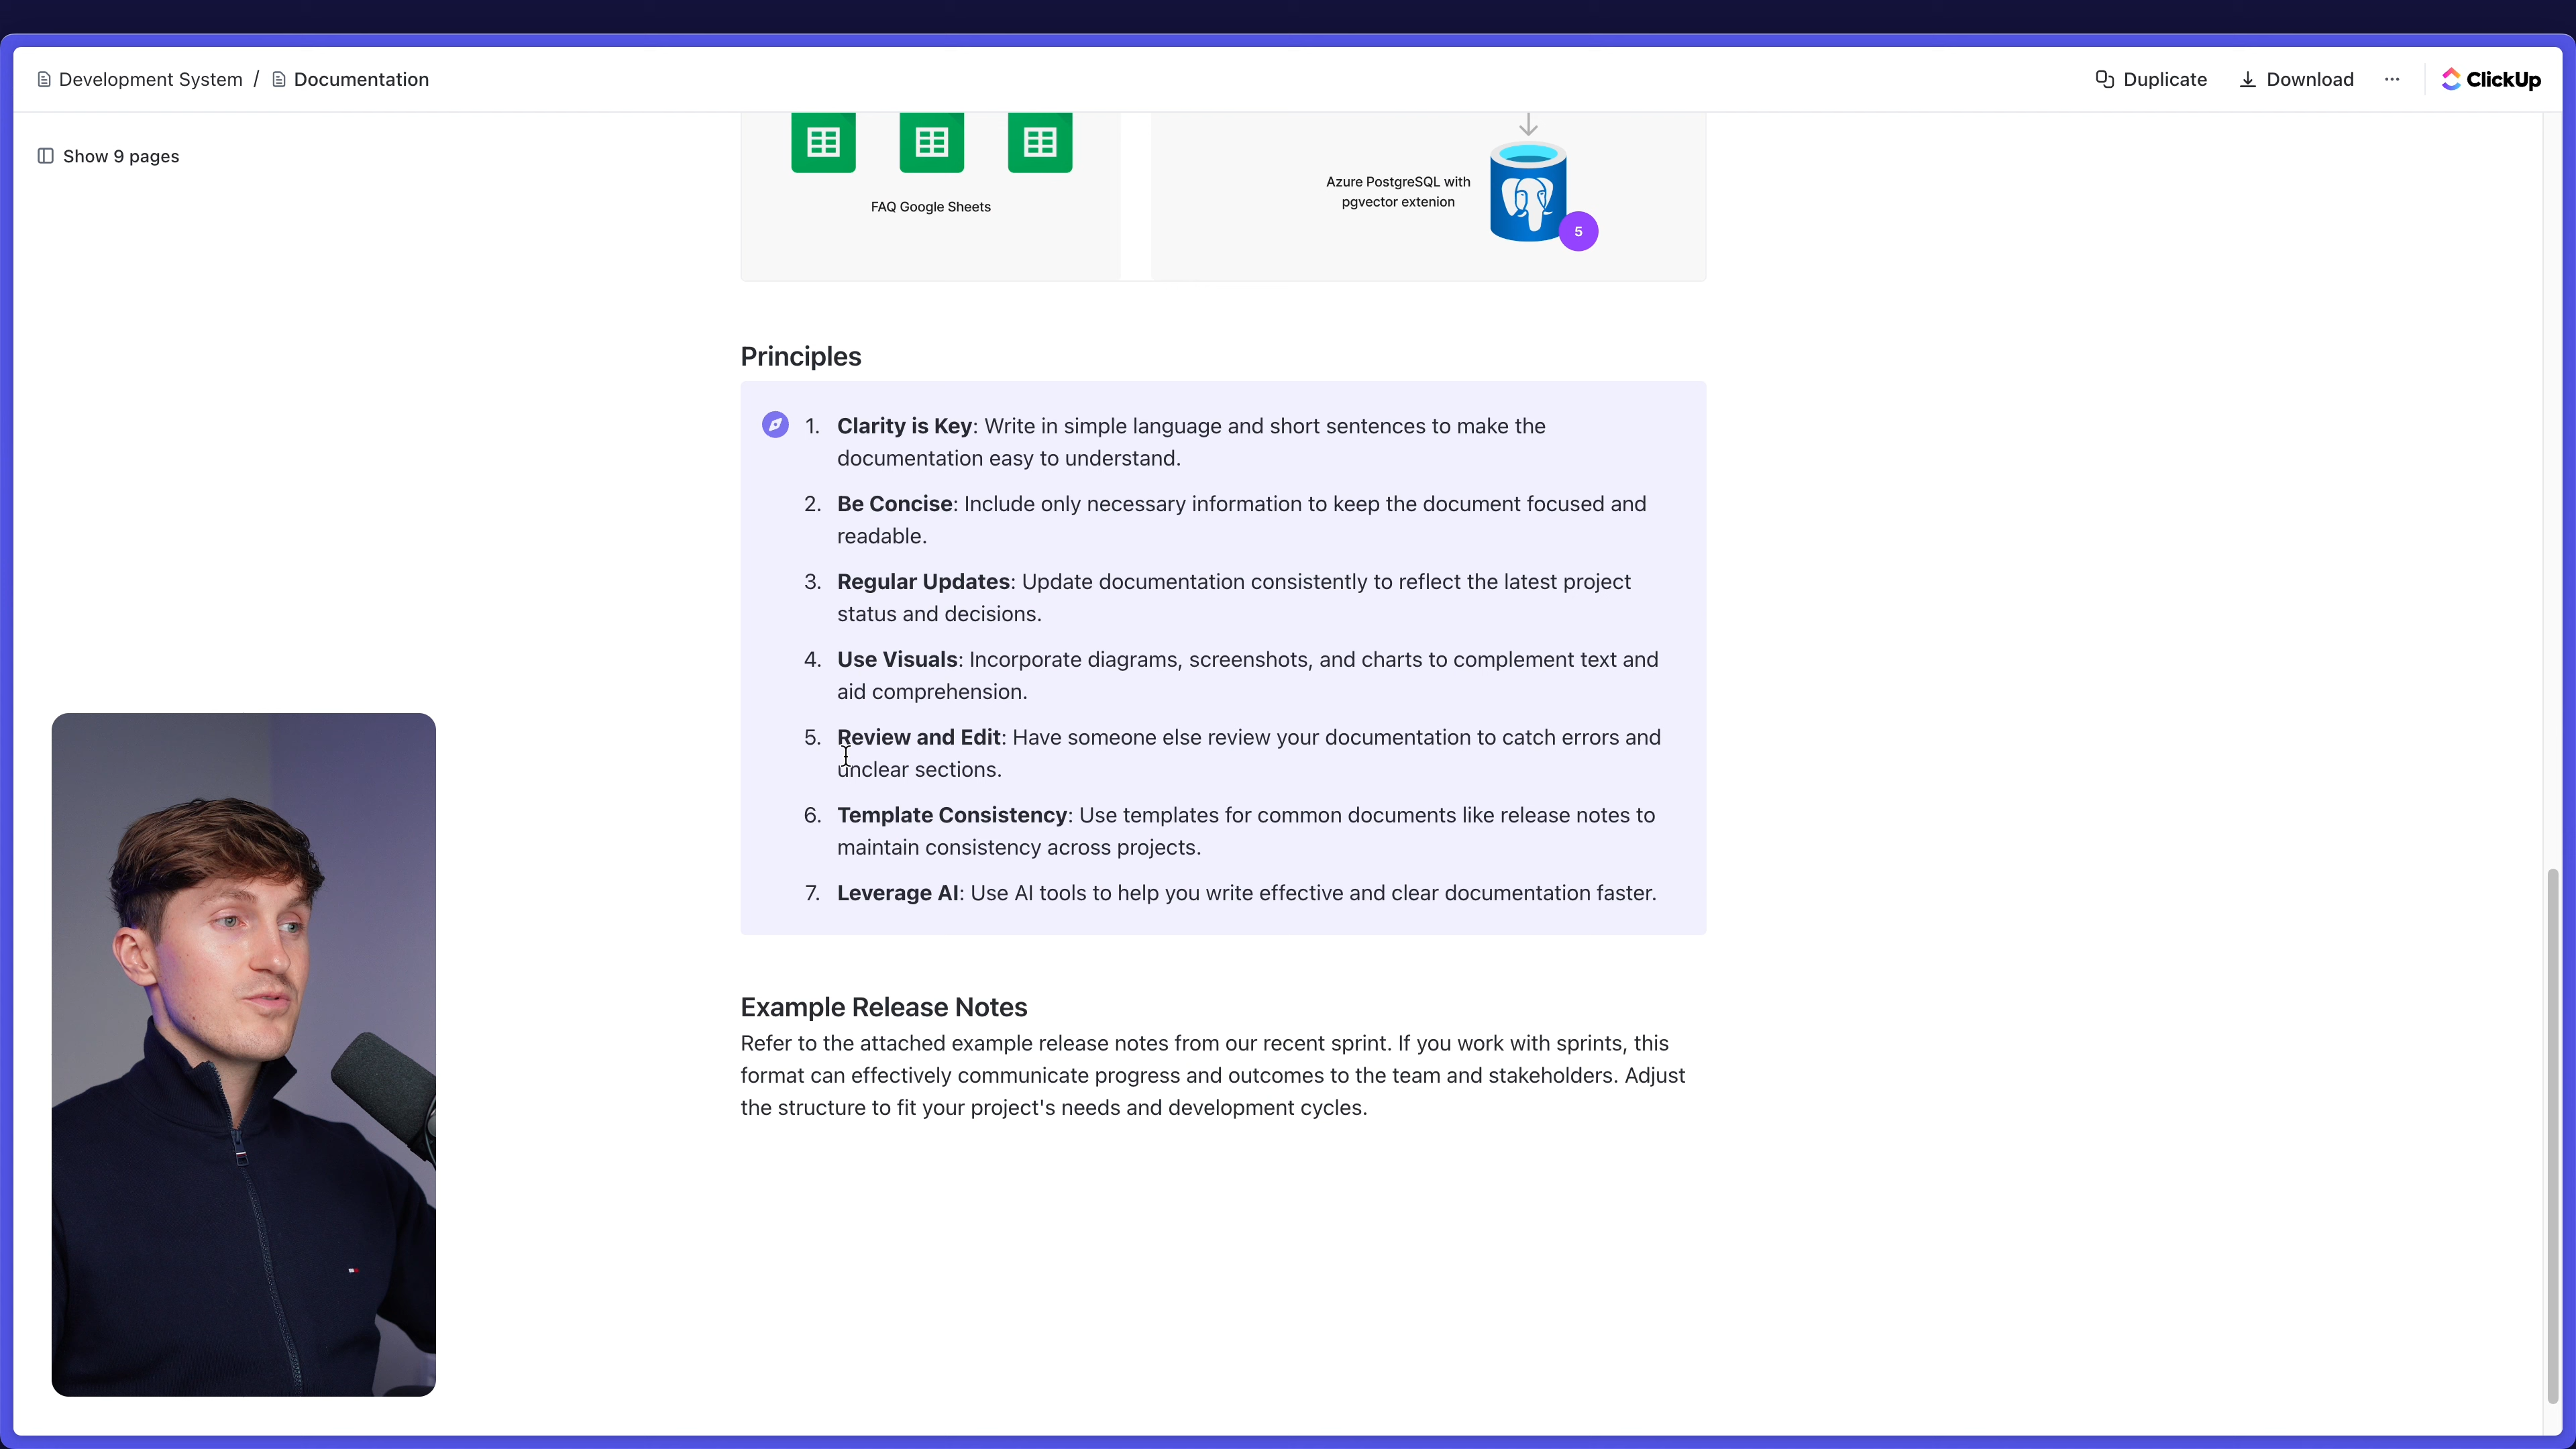 Development System / Documentation
Duplicate
Download
ClickUp
Show 9 pages
FAQ Google Sheets
Azure PostgreSQL with
pgvector extenion
5
Principles
1. Clarity is Key: Write in simple language and short sentences to make the
documentation easy to understand.
2. Be Concise: Include only necessary information to keep the document focused and
readable.
3. Regular Updates: Update documentation consistently to reflect the latest project
status and decisions.
4. Use Visuals: Incorporate diagrams, screenshots, and charts to complement text and
aid comprehension.
5. Review and Edit: Have someone else review your documentation to catch errors and
unclear sections.
6. Template Consistency: Use templates for common documents like release notes to
maintain consistency across projects.
7. Leverage AI: Use AI tools to help you write effective and clear documentation faster.
Example Release Notes
Refer to the attached example release notes from our recent sprint. If you work with sprints, this
format can effectively communicate progress and outcomes to the team and stakeholders. Adjust
the structure to fit your project's needs and development cycles.